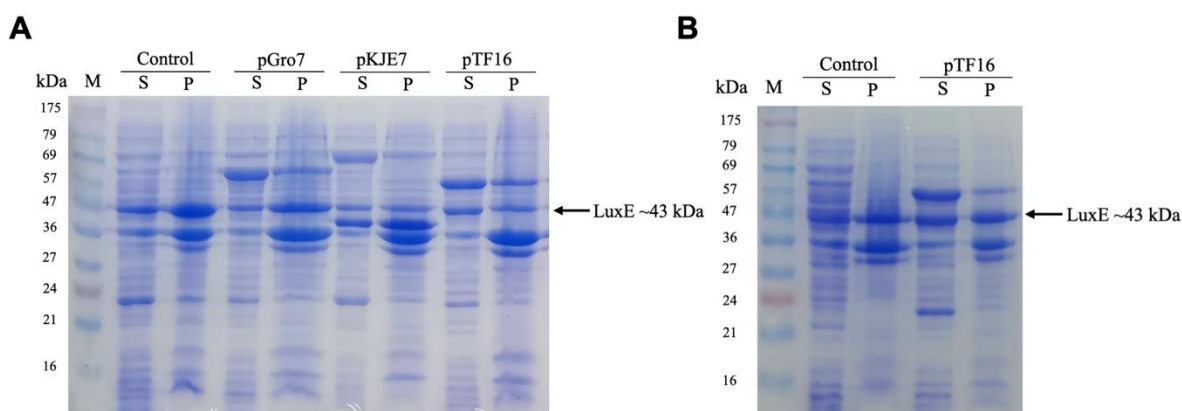 A
Control pGro7 pKJE7 pTF16
kDa M S P S P S P S P
175
79
69
57
47
36
27
24
21
16
LuxE ~43 kDa
B
Control pTF16
kDa M S P S P
175
79
69
57
47
36
27
24
21
16
LuxE ~43 kDa